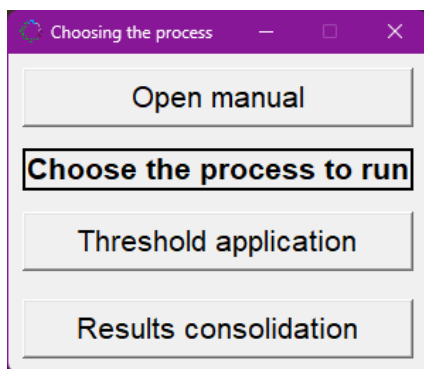 Choosing the process
Open manual
Choose the process to run
Threshold application
Results consolidation